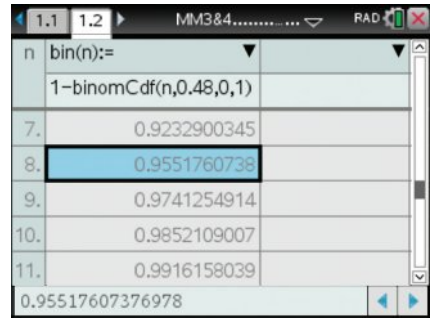 1.1 1.2 MM3&4........ ... RAD
n bin(n):=
1-binomCdf(n,0.48,0,1)
7. 0.9232900345
8. 0.9551760738
9. 0.9741254914
10. 0.9852109007
11. 0.9916158039
0.95517607376978